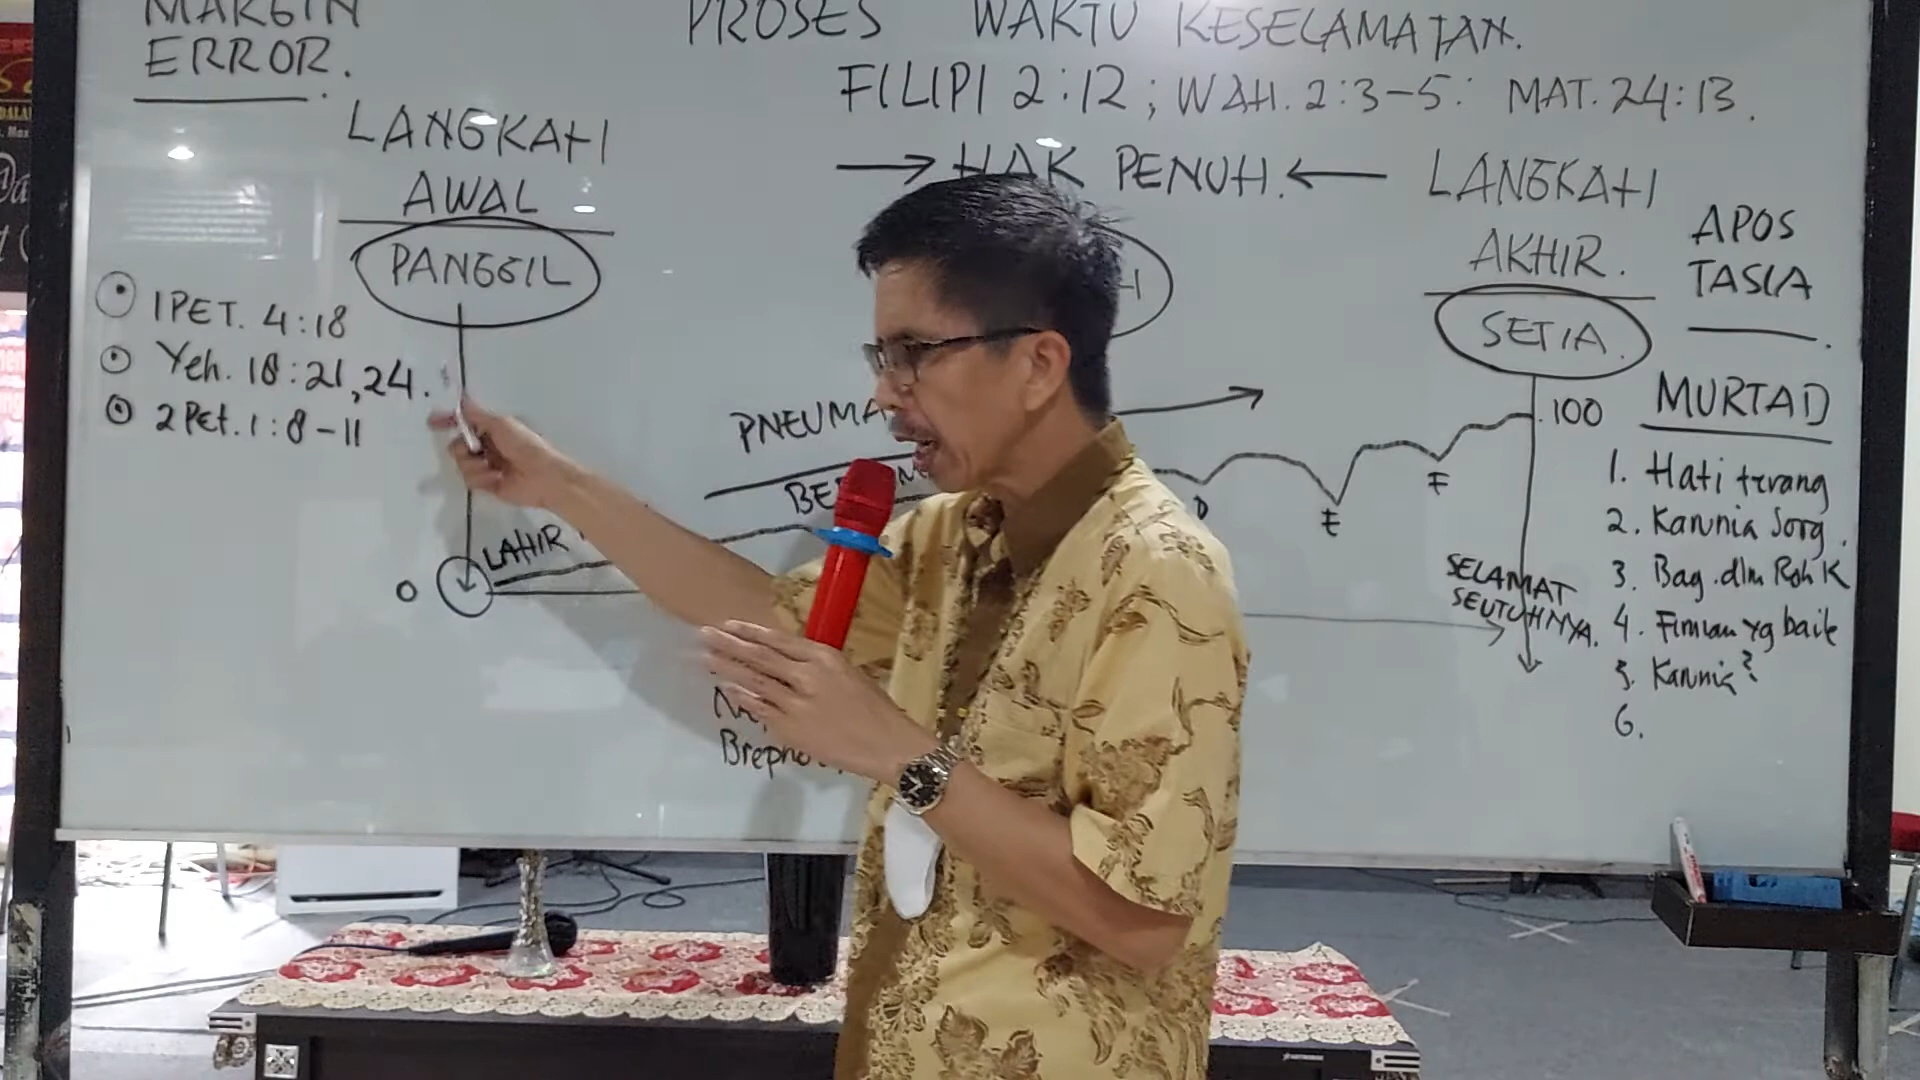 MARGIN
ERROR.
PROSES WAKTU KESELAMATAN.
FILIPI 2:12; WAH. 2:3-5: MAT. 24:13.
LANGKAH
AWAL
PANGGIL
HAK PENUH.
LANGKAH
AKHIR.
SETIA.
APOS
TASIA
1PET. 4:18
Yeh. 18:21,24.
2Pet. 1:8-11
PNEUMA
100
MURTAD
LAHIR
0
D
E
F
SELAMAT
SEUTUHNYA.
1. Hati terang
2. Karunia Sorg.
3. Bag. dlm Roh K
4. Firman yg baik
5. Karunia?
6.